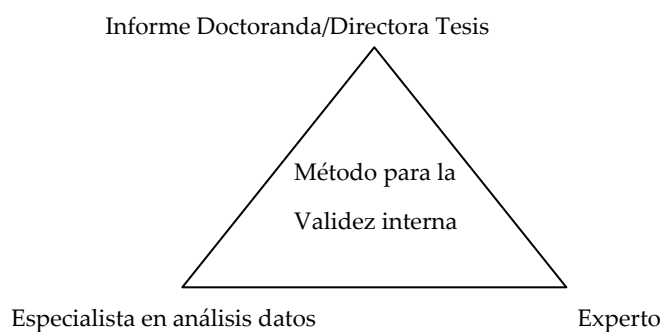 Informe Doctoranda/Directora Tesis
Método para la
Validez interna
Especialista en análisis datos
Experto